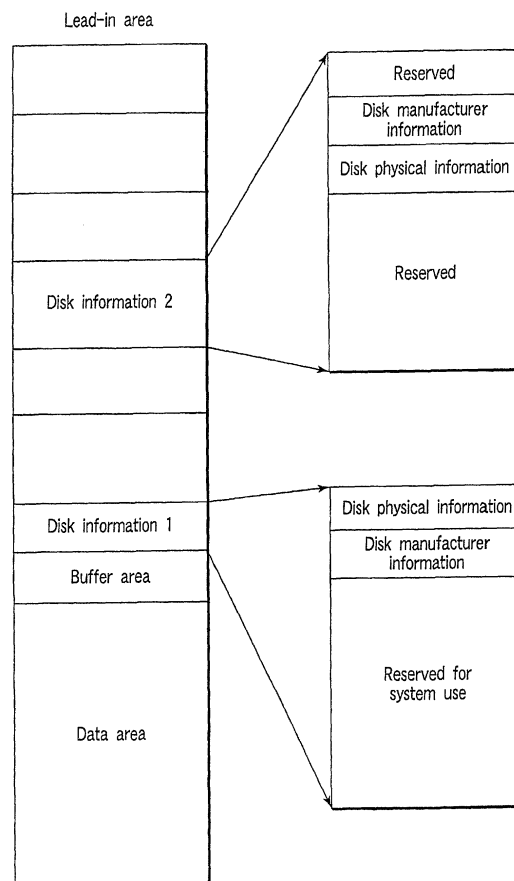 Lead-in area
Disk information 2
Disk information 1
Buffer area
Data area
Reserved
Disk manufacturer
information
Disk physical information
Reserved
Disk physical information
Disk manufacturer
information
Reserved for
system use